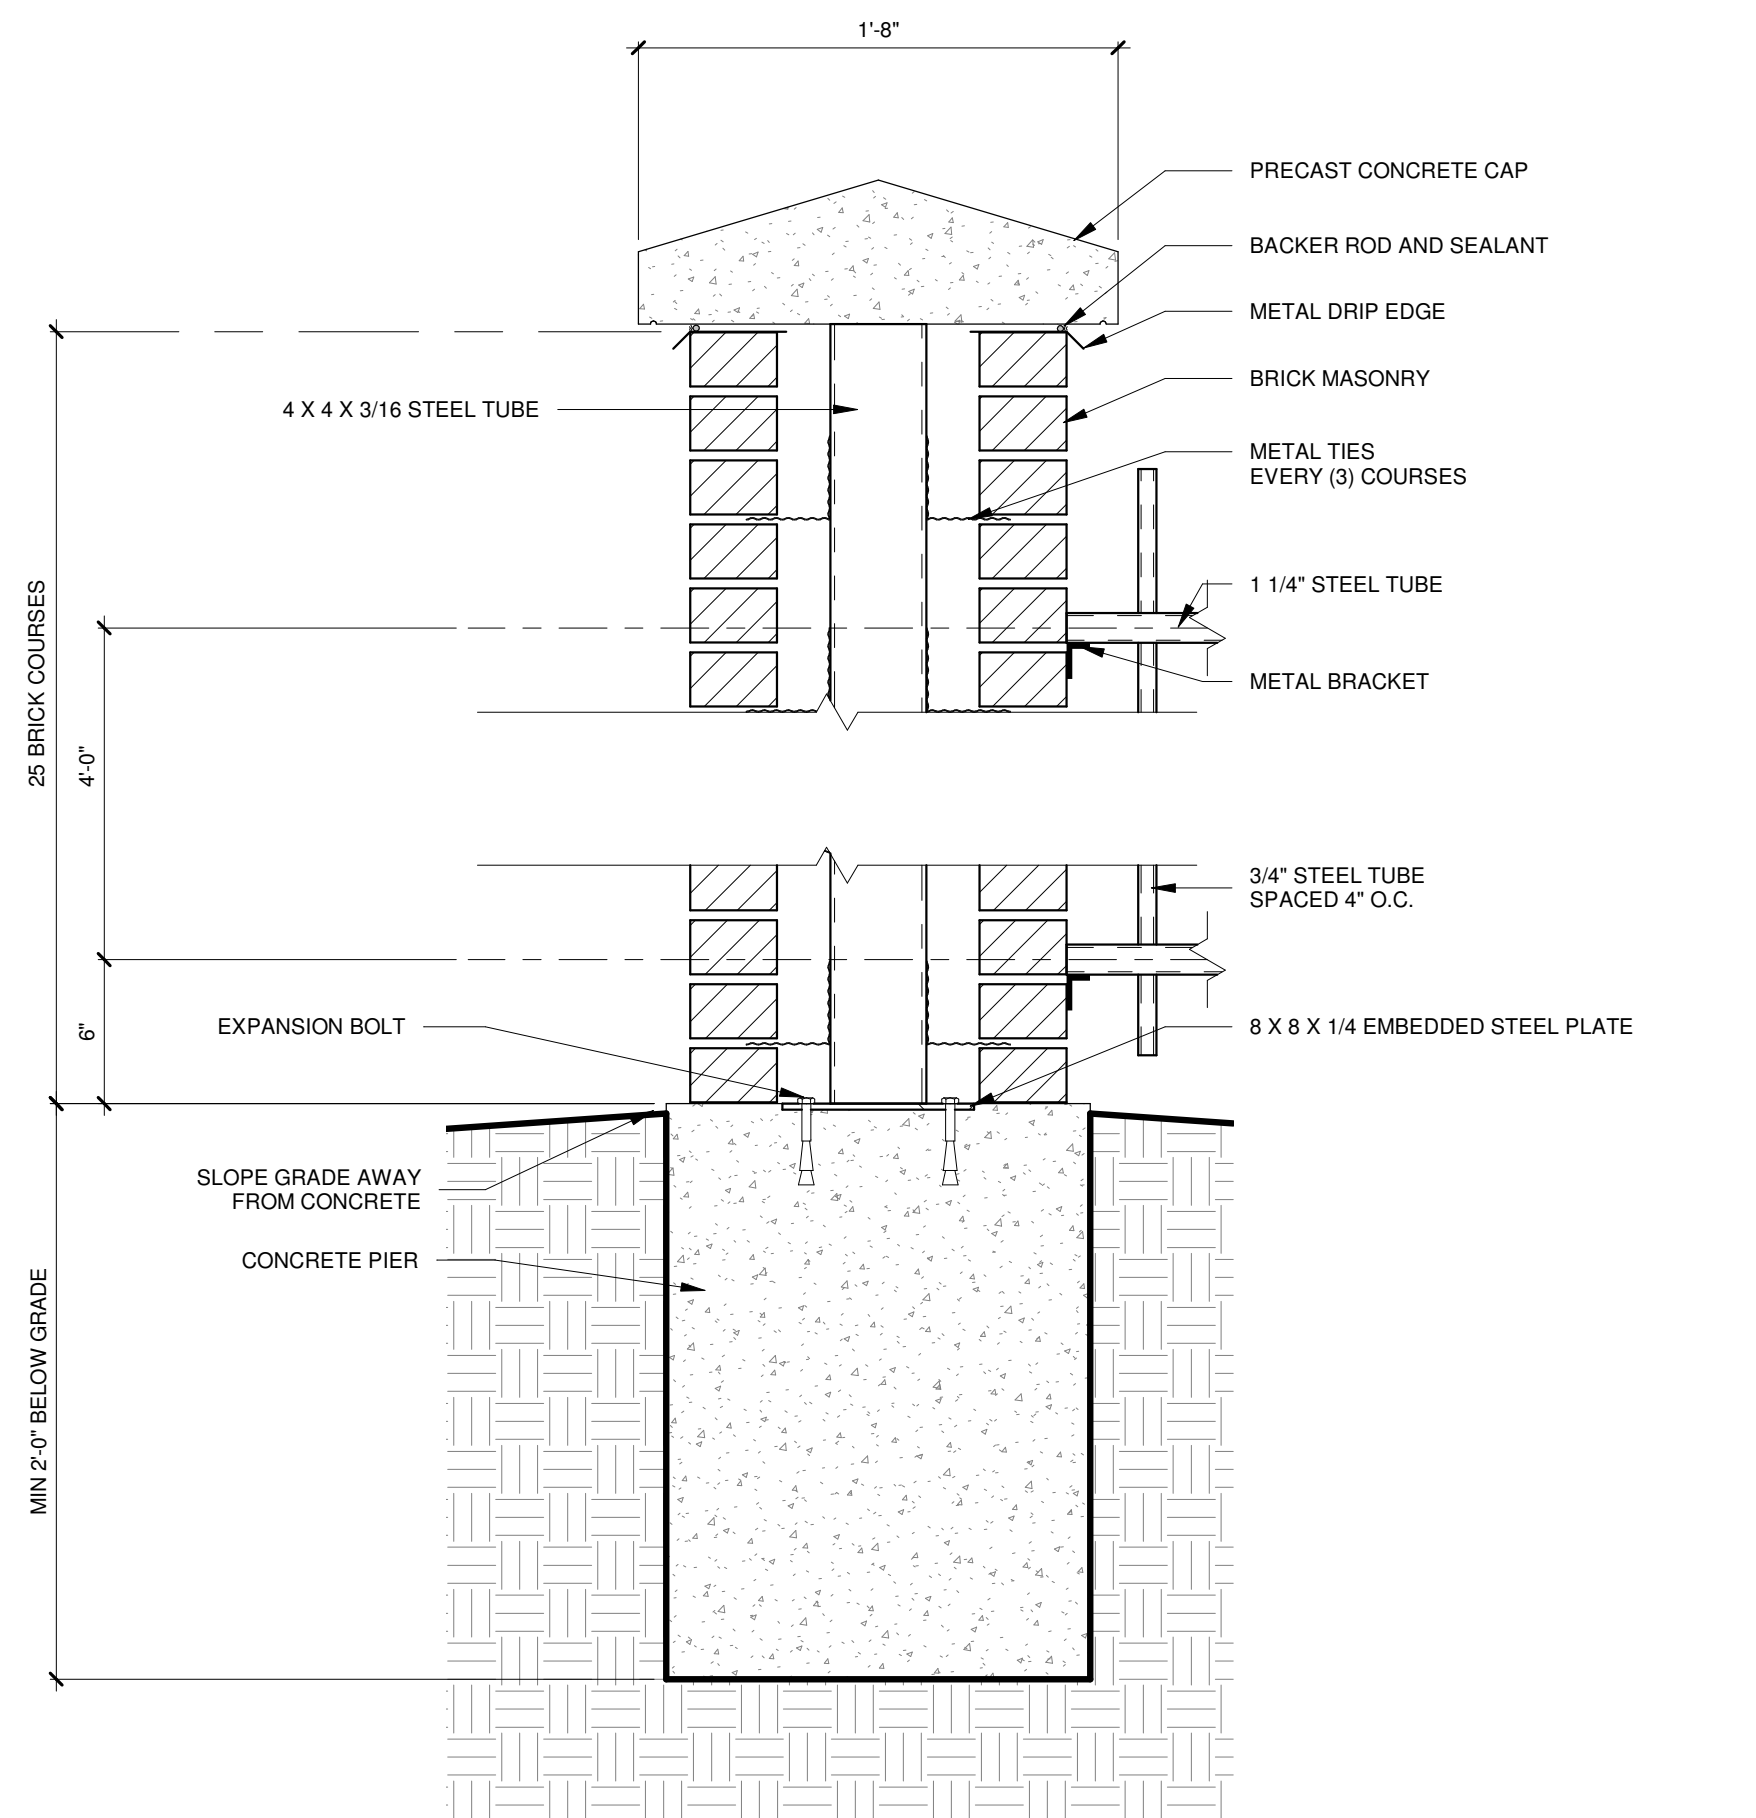 1'-8"
PRECAST CONCRETE CAP
BACKER ROD AND SEALANT
METAL DRIP EDGE
BRICK MASONRY
4 X 4 X 3/16 STEEL TUBE
METAL TIES
EVERY (3) COURSES
1 1/4" STEEL TUBE
METAL BRACKET
25 BRICK COURSES
4'-0"
3/4" STEEL TUBE
SPACED 4" O.C.
6"
EXPANSION BOLT
8 X 8 X 1/4 EMBEDDED STEEL PLATE
SLOPE GRADE AWAY
FROM CONCRETE
CONCRETE PIER
MIN 2'-0" BELOW GRADE